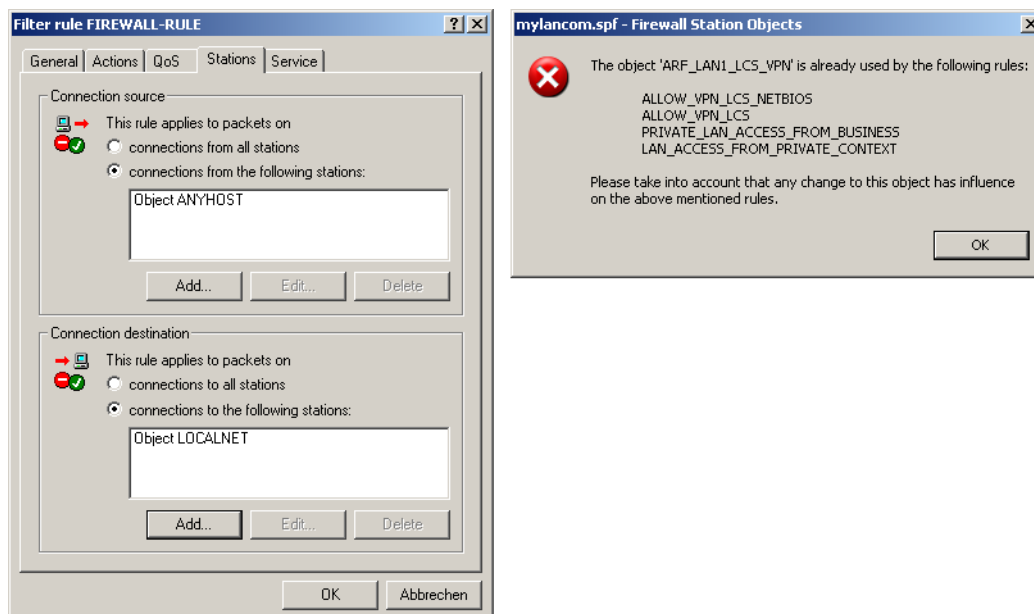 Filter rule FIREWALL-RULE
General Actions QoS Stations Service
Connection source
This rule applies to packets on
connections from all stations
connections from the following stations:
Object ANYHOST
Add... Edit... Delete
Connection destination
This rule applies to packets on
connections to all stations
connections to the following stations:
Object LOCALNET
Add... Edit... Delete
OK Abbrechen
mylancom.spf - Firewall Station Objects
The object 'ARF_LAN1_LCS_VPN' is already used by the following rules:
ALLOW_VPN_LCS_NETBIOS
ALLOW_VPN_LCS
PRIVATE_LAN_ACCESS_FROM_BUSINESS
LAN_ACCESS_FROM_PRIVATE_CONTEXT
Please take into account that any change to this object has influence
on the above mentioned rules.
OK